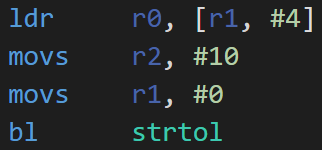 ldr r0, [r1, #4]
movs r2, #10
movs r1, #0
bl strtol